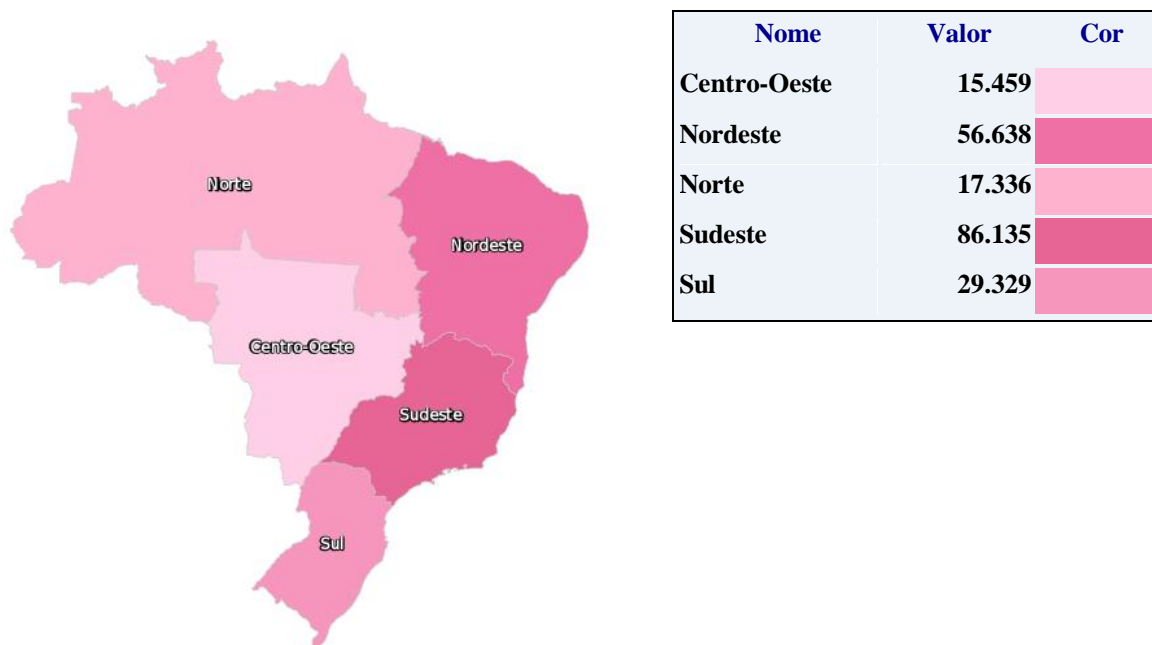 Nome Valor Cor
Centro-Oeste 15.459
Nordeste 56.638
Norte 17.336
Sudeste 86.135
Sul 29.329
Norte
Nordeste
Centro-Oeste
Sudeste
Sul